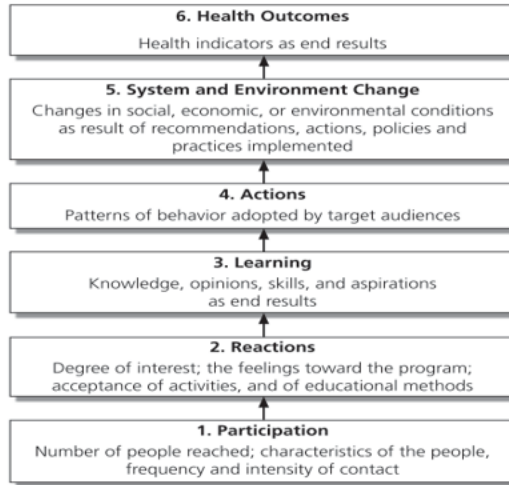 6. Health Outcomes
Health indicators as end results
5. System and Environment Change
Changes in social, economic, or environmental conditions
as result of recommendations, actions, policies and
practices implemented
4. Actions
Patterns of behavior adopted by target audiences
3. Learning
Knowledge, opinions, skills, and aspirations
as end results
2. Reactions
Degree of interest; the feelings toward the program;
acceptance of activities, and of educational methods
1. Participation
Number of people reached; characteristics of the people,
frequency and intensity of contact